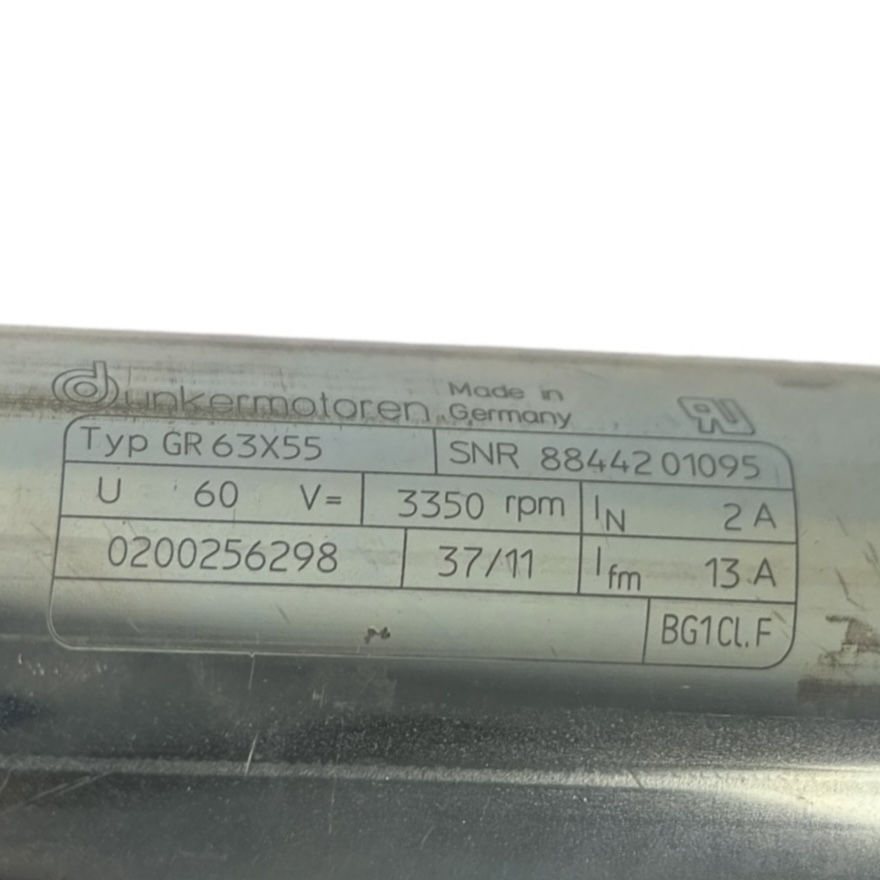 dunkermotoren Made in Germany
Typ GR 63X55 SNR 88442 01095
U 60 V= 3350 rpm IN 2 A
0200256298 37/11 Ifm 13 A
BG1Cl.F